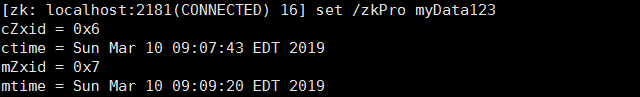 [zk: localhost:2181(CONNECTED) 16] set /zkPro myData123
cZxid = 0x6
ctime = Sun Mar 10 09:07:43 EDT 2019
mZxid = 0x7
mtime = Sun Mar 10 09:09:20 EDT 2019